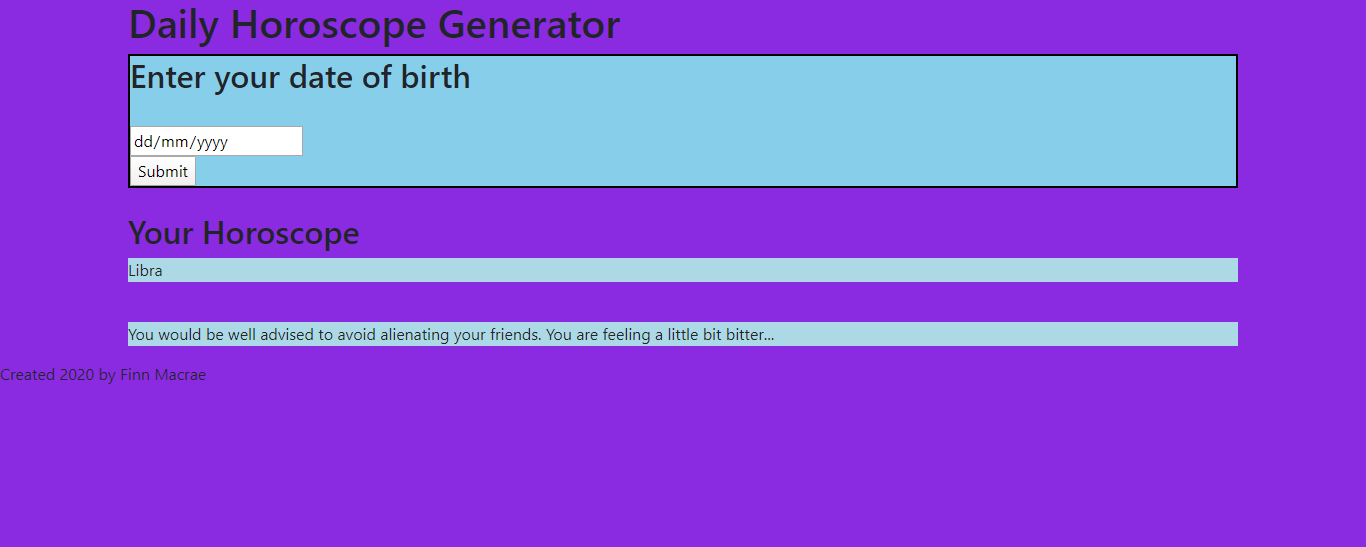 Daily Horoscope Generator
Enter your date of birth
dd/mm/yyyy
Submit
Your Horoscope
Libra
You would be well advised to avoid alienating your friends. You are feeling a little bit bitter...
Created 2020 by Finn Macrae